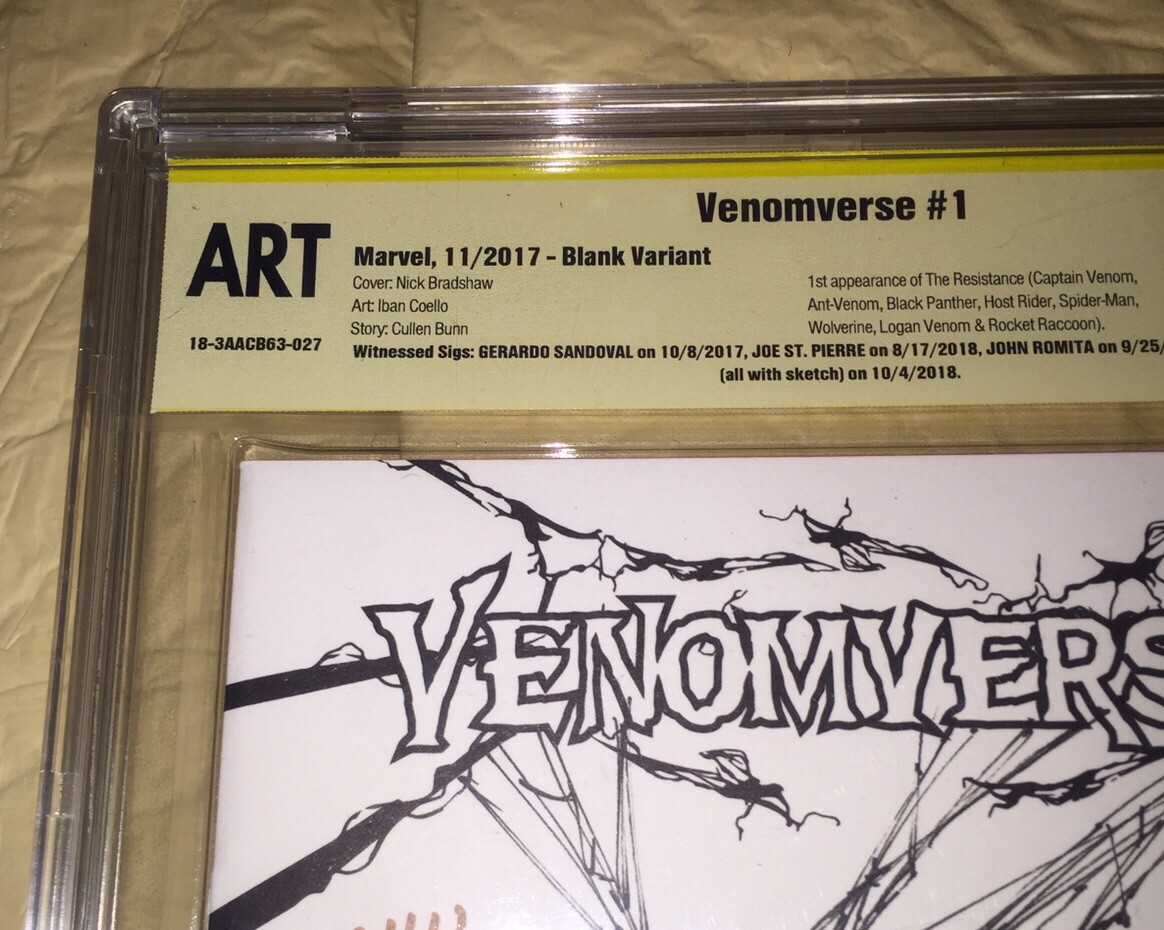 Venomverse #1
ART
Marvel, 11/2017 - Blank Variant
Cover: Nick Bradshaw
Art: Iban Coello
Story: Cullen Bunn
1st appearance of The Resistance (Captain Venom,
Ant-Venom, Black Panther, Host Rider, Spider-Man,
Wolverine, Logan Venom & Rocket Raccoon).
18-3AACB63-027
Witnessed Sigs: GERARDO SANDOVAL on 10/8/2017, JOE ST. PIERRE on 8/17/2018, JOHN ROMITA on 9/25/
(all with sketch) on 10/4/2018.
VENOMVERS